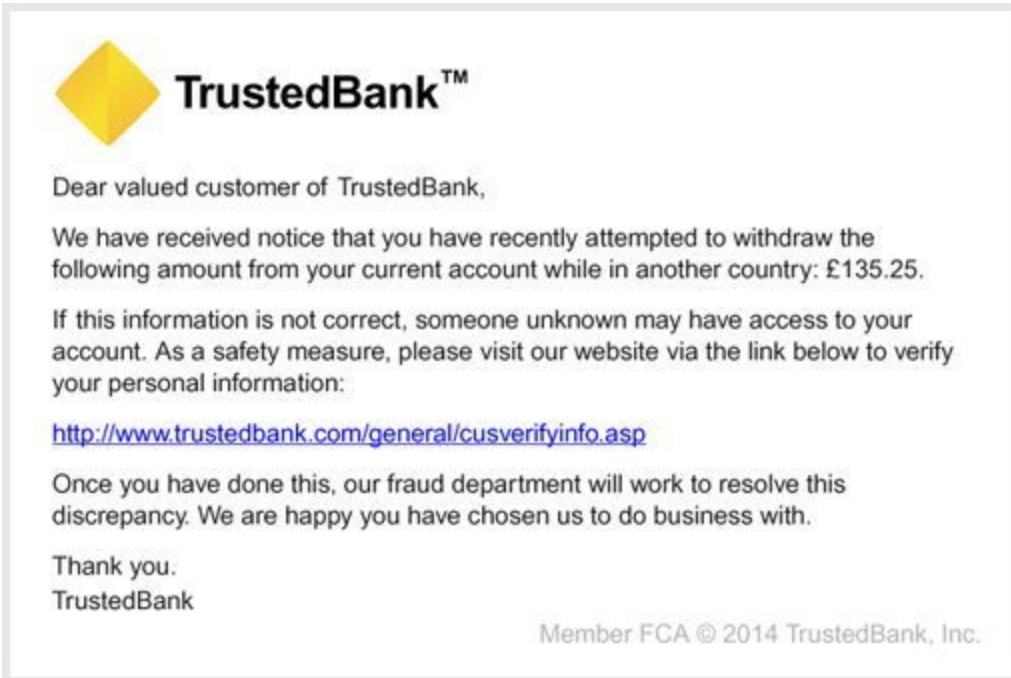 TrustedBank™
Dear valued customer of TrustedBank,
We have received notice that you have recently attempted to withdraw the
following amount from your current account while in another country: £135.25.
If this information is not correct, someone unknown may have access to your
account. As a safety measure, please visit our website via the link below to verify
your personal information:
http://www.trustedbank.com/general/cusverifyinfo.asp
Once you have done this, our fraud department will work to resolve this
discrepancy. We are happy you have chosen us to do business with.
Thank you.
TrustedBank
Member FCA © 2014 TrustedBank, Inc.